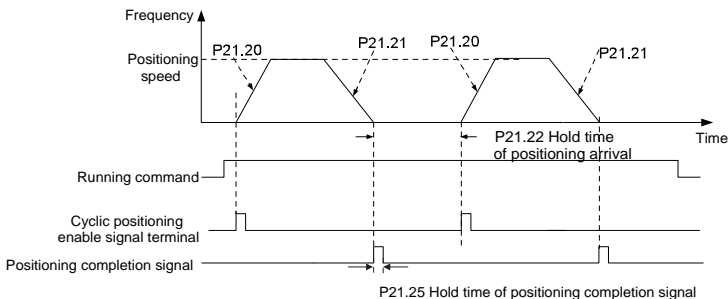 Frequency
P21.20
P21.21
P21.20
P21.21
Positioning
speed
Time
P21.22 Hold time
of positioning arrival
Running command
Cyclic positioning
enable signal terminal
Positioning completion signal
P21.25 Hold time of positioning completion signal